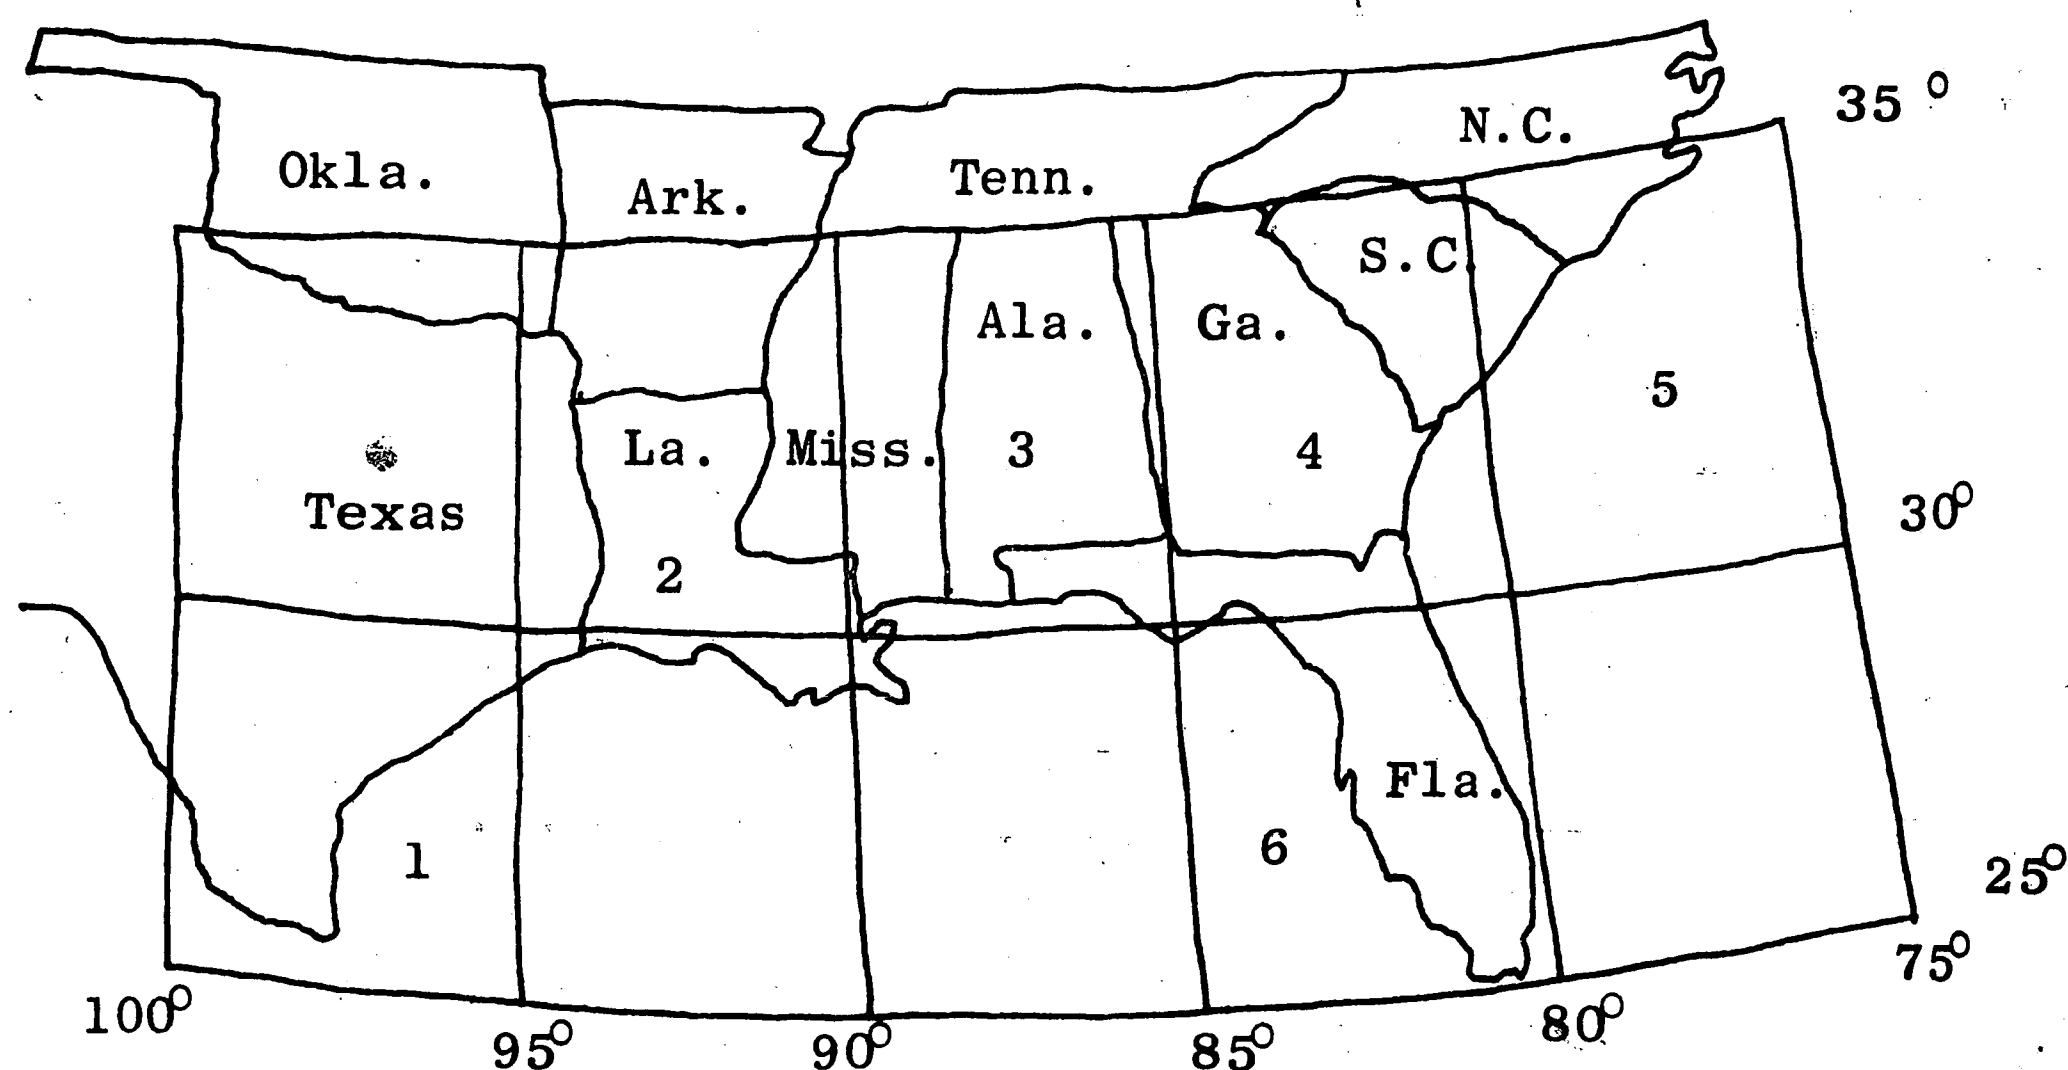 35°
N.C.
Okla.
Ark.
Tenn.
S.C.
Ala.
Ga.
5
La.
Miss.
3
4
Texas
30°
2
Fla.
1
6
25°
75°
100°
95°
90°
85°
80°